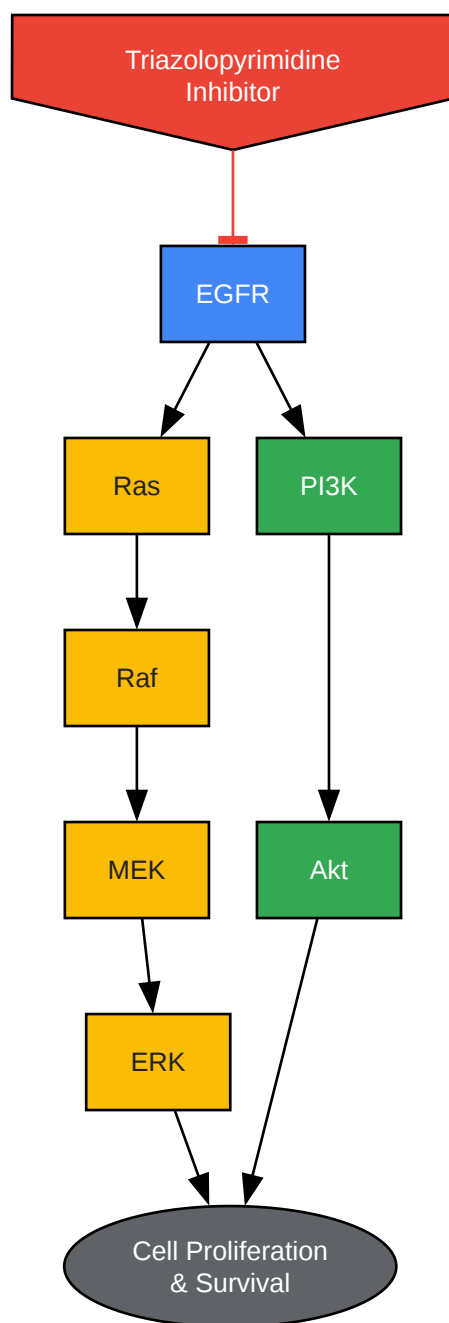 Triazolopyrimidine
Inhibitor
EGFR
Ras
PI3K
Raf
MEK
Akt
ERK
Cell Proliferation
& Survival